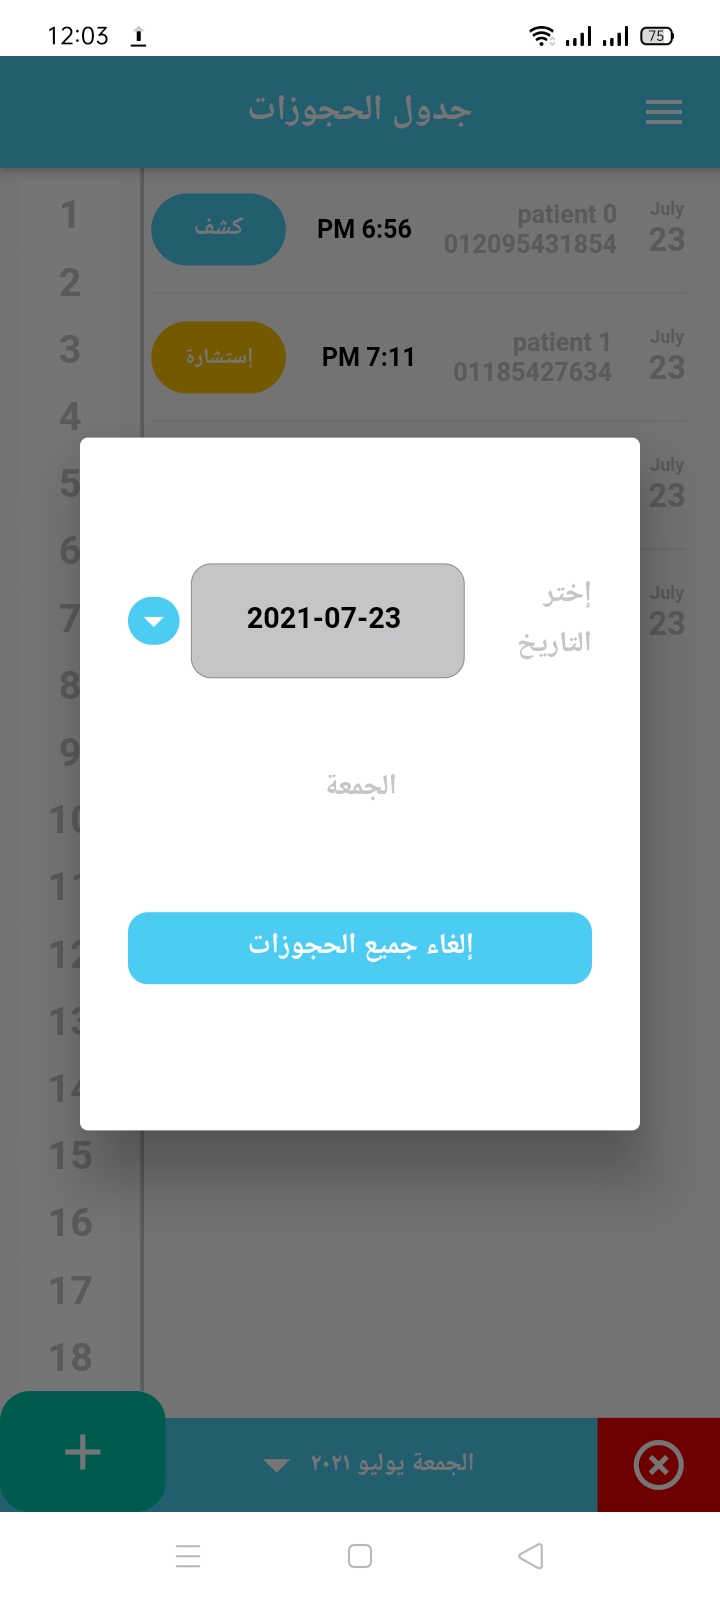 12:03
75
جدول الحجوزات
July
23
patient 0
012095431854
PM 6:56
كشف
July
23
patient 1
01185427634
PM 7:11
إستشارة
July
23
July
23
1
2
3
4
5
6
7
8
9
10
11
12
13
14
15
16
17
18
إختر
التاريخ
2021-07-23
الجمعة
إلغاء جميع الحجوزات
الجمعة يوليو ٢٠٢١